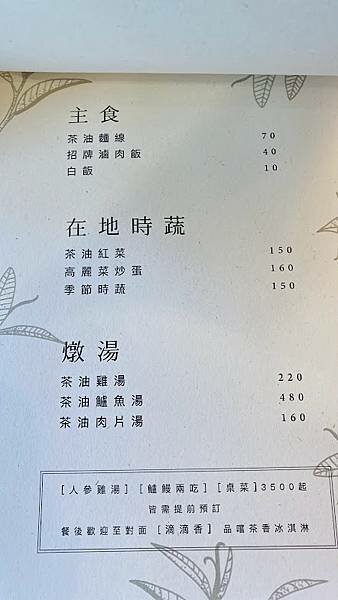 主食
茶油麵線 70
招牌滷肉飯 40
白飯 10
在地時蔬
茶油紅菜 150
高麗菜炒蛋 160
季節時蔬 150
燉湯
茶油雞湯 220
茶油鱸魚湯 480
茶油肉片湯 160
[人參雞湯] [鱸鰻兩吃] [桌菜]3500起
皆需提前預訂
餐後歡迎至對面 [滴滴香] 品嚐茶香冰淇淋